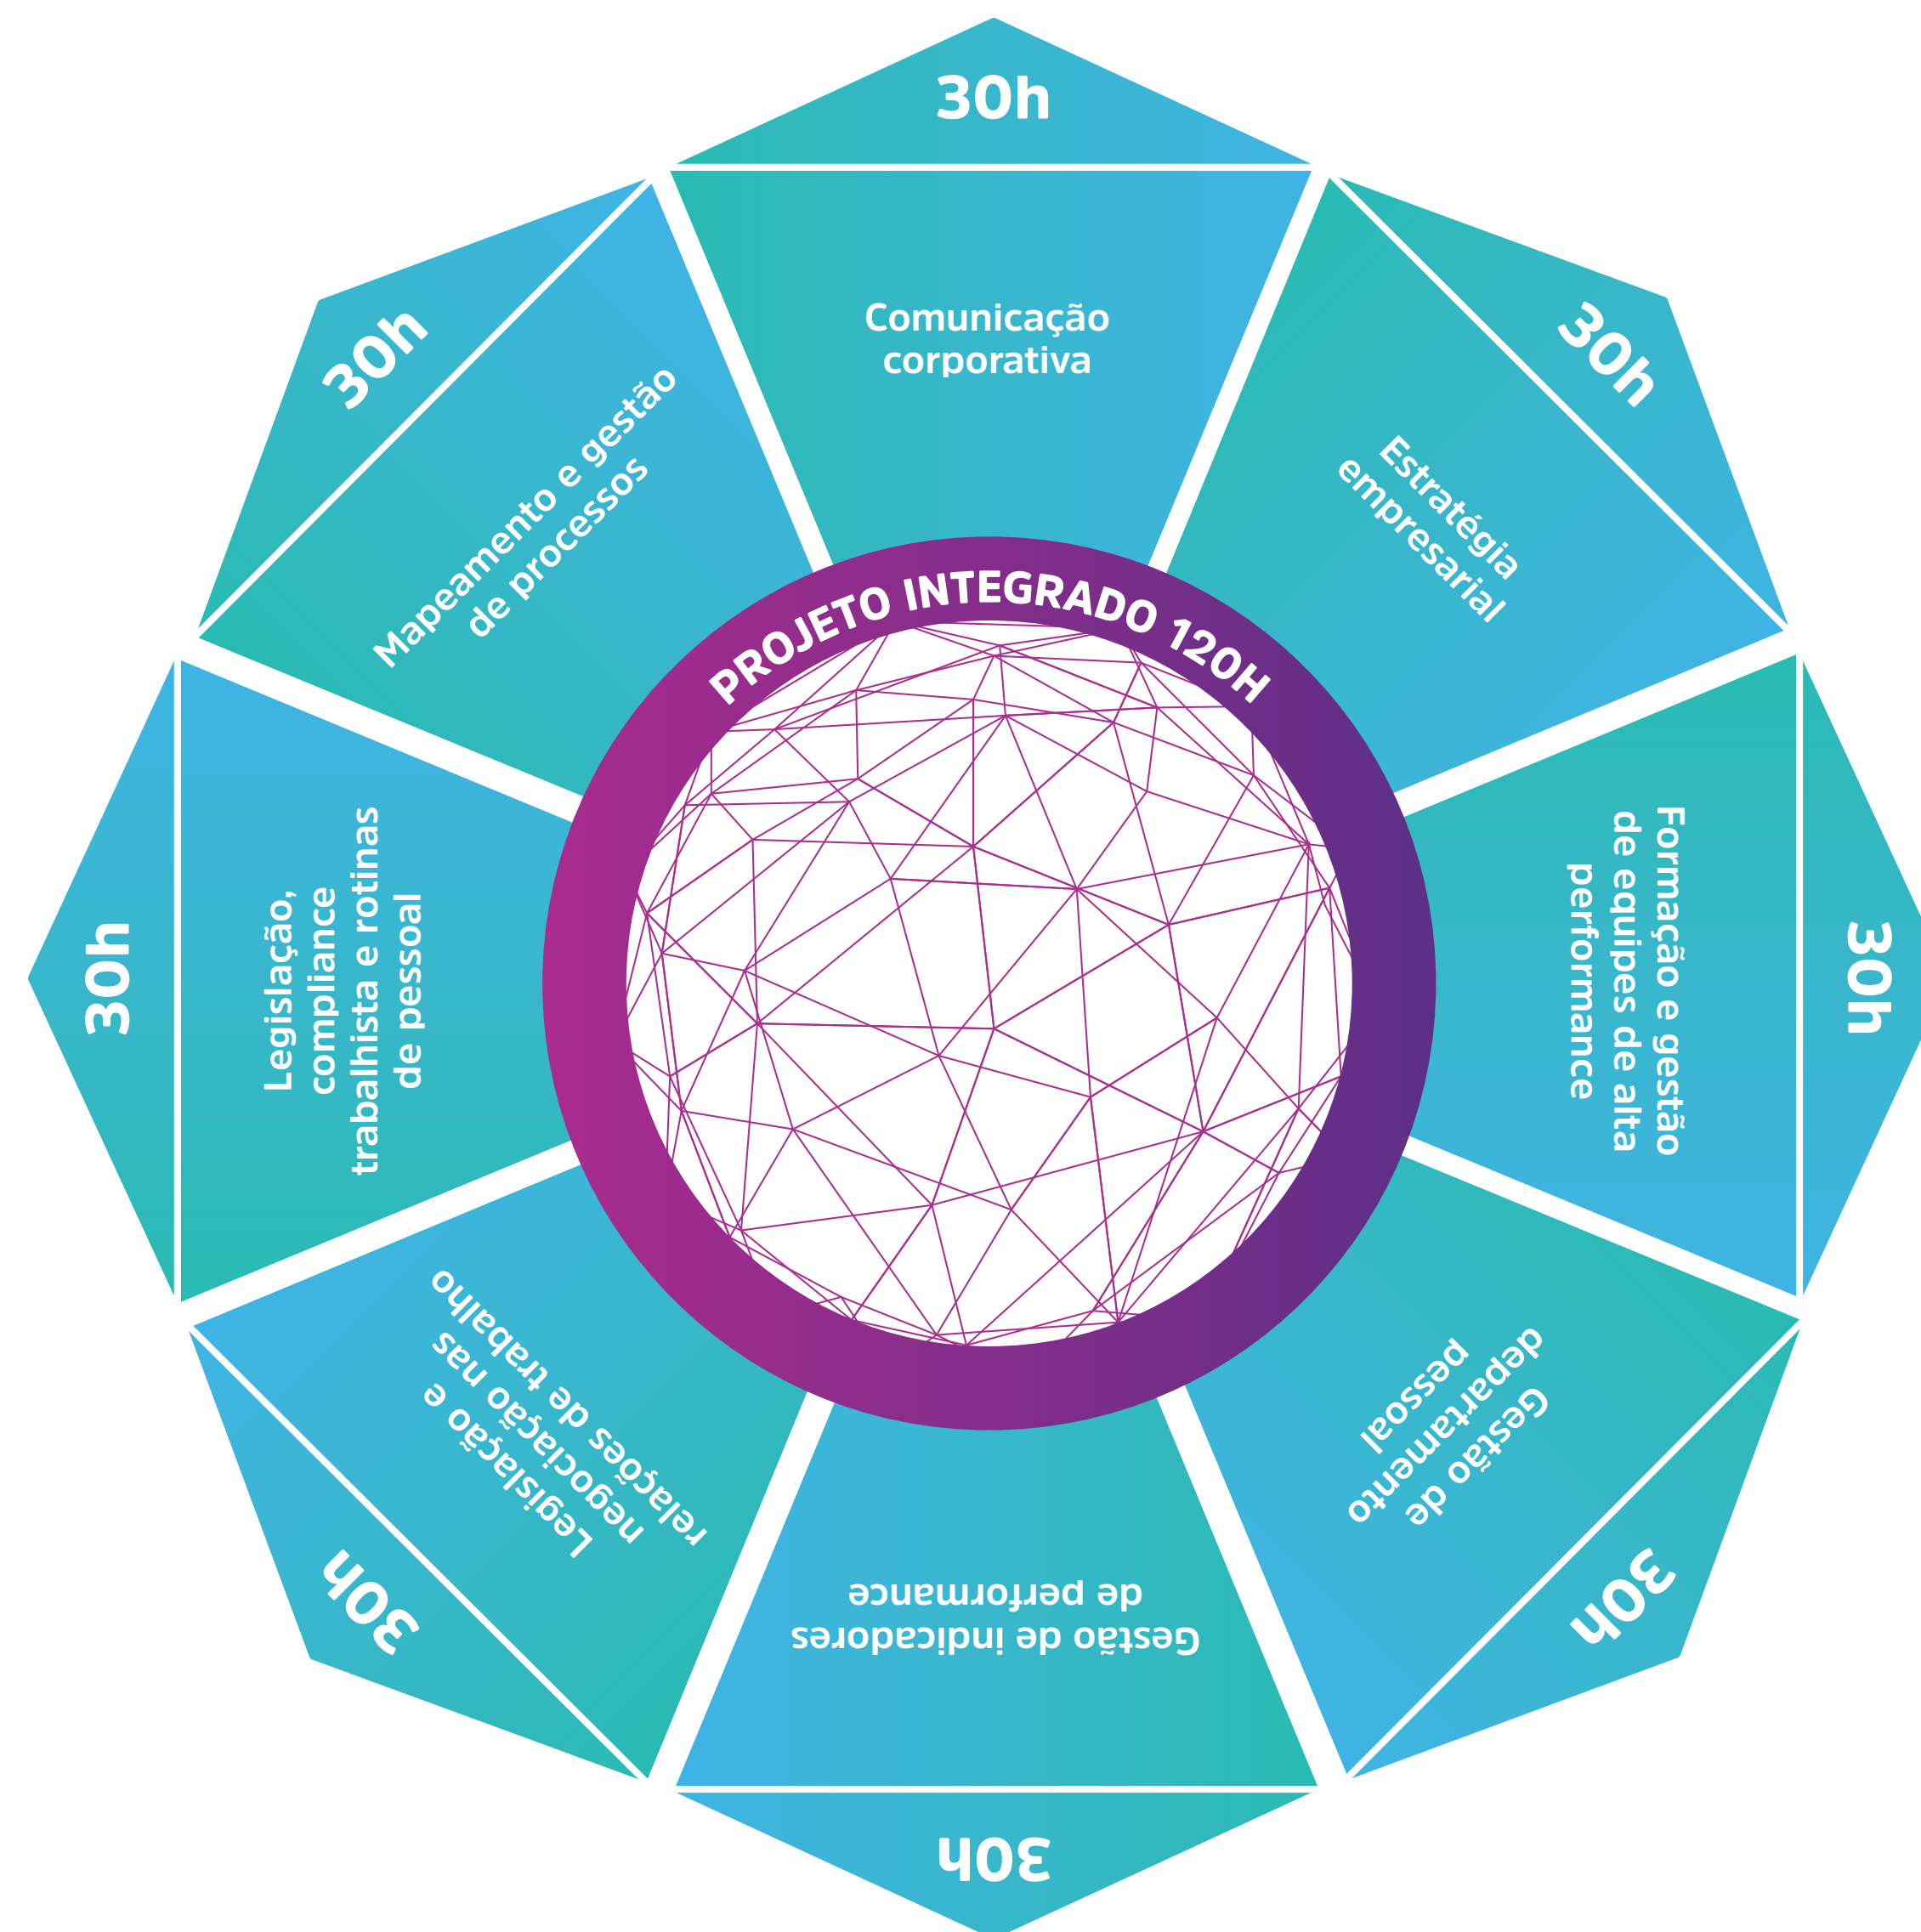 30h
Comunicação
corporativa
30h
Estratégia
empresarial
30h
Formação e gestão
de equipes de alta
performance
30h
Gestão de
departamento
pessoal
30h
Gestão de indicadores
de performance
30h
Legislação e
negociação nas
relações de trabalho
30h
Legislação,
compliance
trabalhista e rotinas
de pessoal
30h
Mapeamento e gestão
de processos
PROJETO INTEGRADO 120H